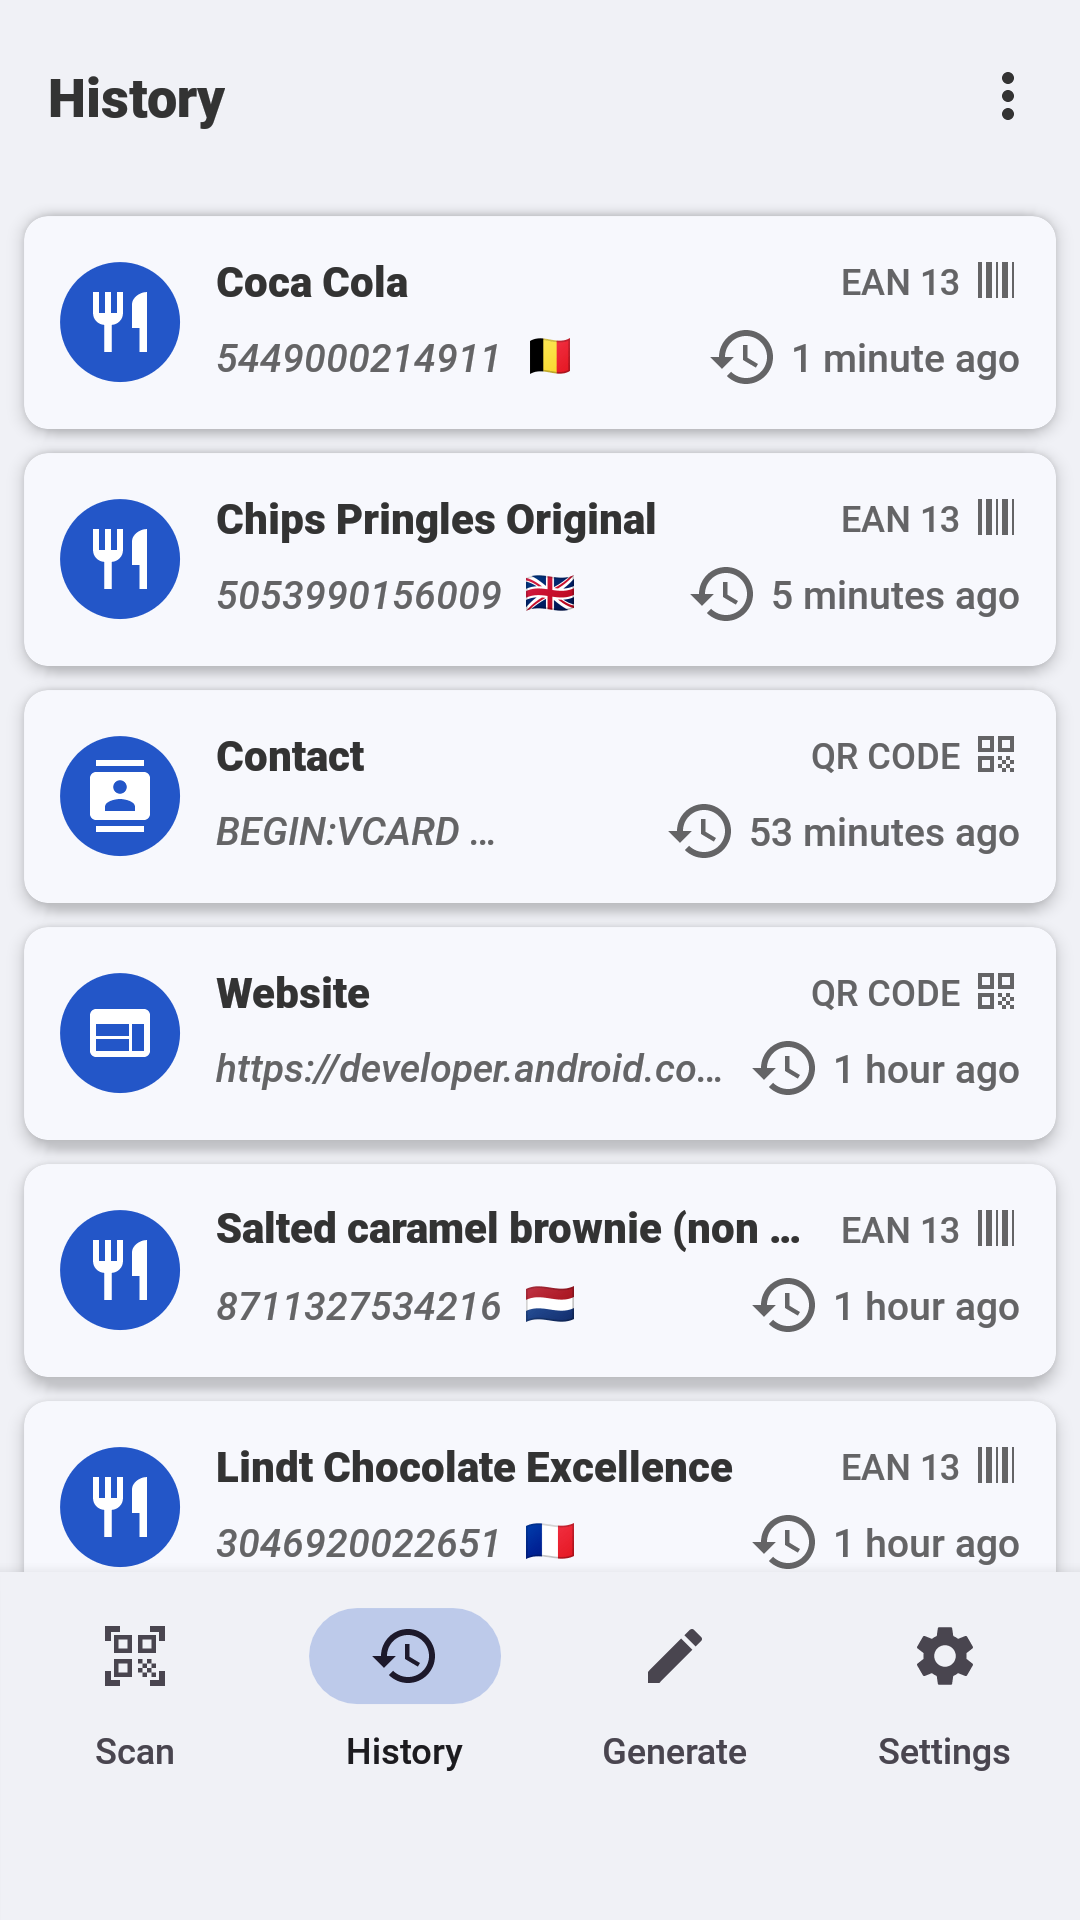 History
Coca Cola
EAN 13
5449000214911
1 minute ago
Chips Pringles Original
EAN 13
5053990156009
5 minutes ago
Contact
QR CODE
BEGIN:VCARD ...
53 minutes ago
Website
QR CODE
https://developer.android.co...
1 hour ago
Salted caramel brownie (non ...
EAN 13
8711327534216
1 hour ago
Lindt Chocolate Excellence
EAN 13
3046920022651
1 hour ago
Scan
History
Generate
Settings